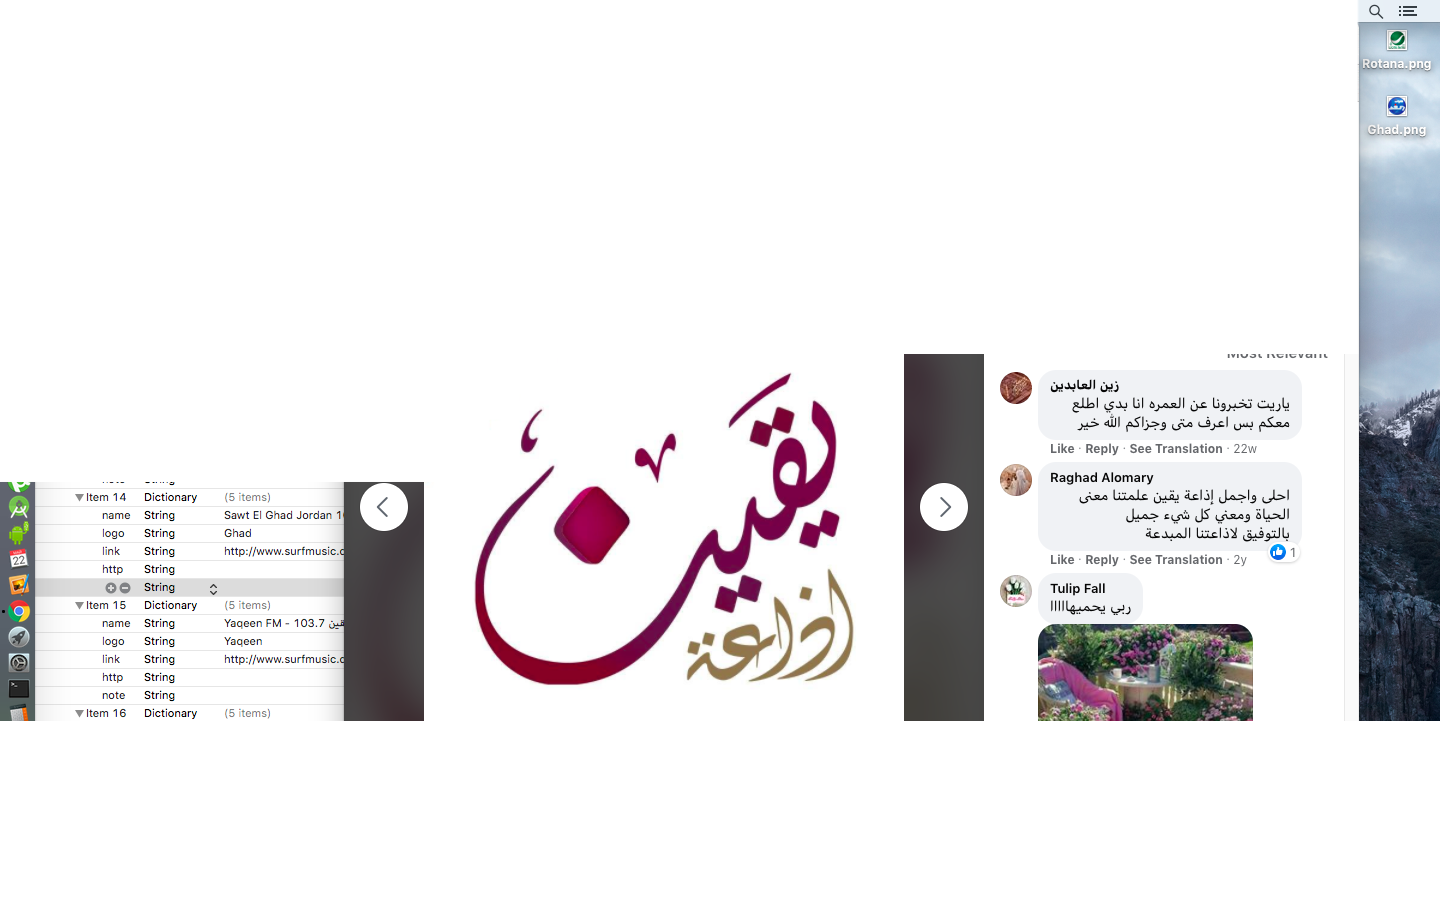 Rotana.png
Ghad.png
Most Relevant
زين العابدين
ياريت تخبرونا عن العمره انا بدي اطلع
معكم بس اعرف متى وجزاكم الله خير
Like · Reply · See Translation · 22w
Raghad Alomary
احلى واجمل إذاعة يقين علمتنا معنى
الحياة ومعني كل شيء جميل
بالتوفيق لاذاعتنا المبدعة
1
Like · Reply · See Translation · 2y
Tulip Fall
ربي يحميهااااا
يقين
اذاعة
note String
Item 14 Dictionary (5 items)
name String Sawt El Ghad Jordan 10
logo String Ghad
link String http://www.surfmusic.c
http String
String
Item 15 Dictionary (5 items)
name String Yaqeen FM - 103.7 قين
logo String Yaqeen
link String http://www.surfmusic.c
http String
note String
Item 16 Dictionary (5 items)
22